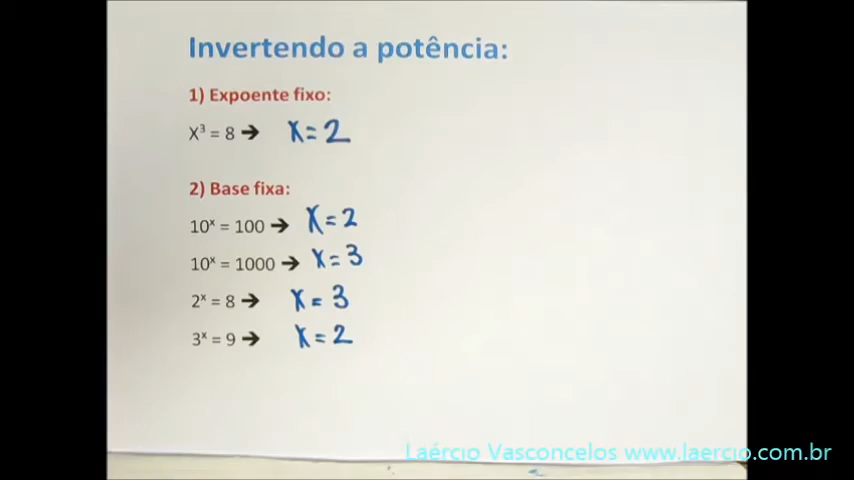 Invertendo a potência:
1) Expoente fixo:
X³ = 8 → x = 2
2) Base fixa:
10ˣ = 100 → x = 2
10ˣ = 1000 → x = 3
2ˣ = 8 → x = 3
3ˣ = 9 → x = 2
Laércio Vasconcelos www.laercio.com.br